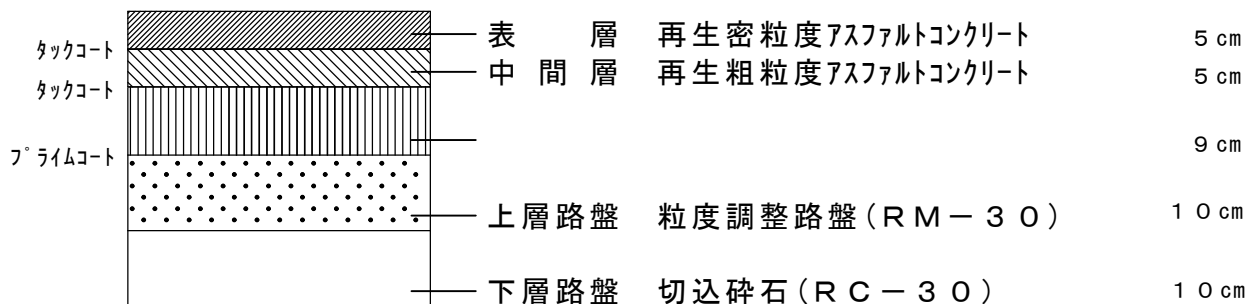 表　　層　再生密粒度ｱｽﾌｧﾙﾄｺﾝｸﾘｰﾄ　５cm
ﾀｯｸｺｰﾄ
中 間 層　再生粗粒度ｱｽﾌｧﾙﾄｺﾝｸﾘｰﾄ　５cm
ﾀｯｸｺｰﾄ
９cm
ﾌﾟﾗｲﾑｺｰﾄ
上層路盤　粒度調整路盤(ＲＭ－３０)　１０cm
下層路盤　切込砕石(ＲＣ－３０)　１０cm